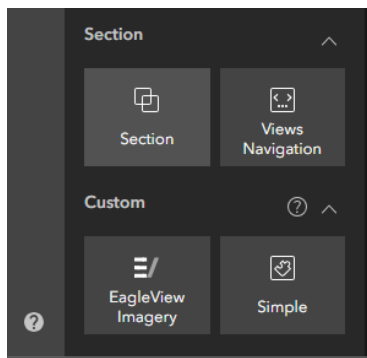 Section
Section
Views
Navigation
Custom
EagleView
Imagery
Simple